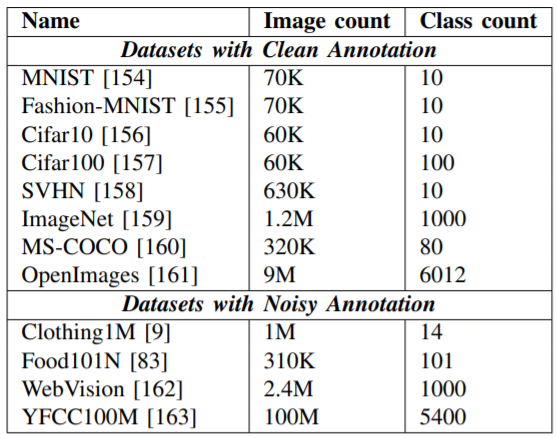 Name Image count Class count
Datasets with Clean Annotation
MNIST [154] 70K 10
Fashion-MNIST [155] 70K 10
Cifar10 [156] 60K 10
Cifar100 [157] 60K 100
SVHN [158] 630K 10
ImageNet [159] 1.2M 1000
MS-COCO [160] 320K 80
OpenImages [161] 9M 6012
Datasets with Noisy Annotation
Clothing1M [9] 1M 14
Food101N [83] 310K 101
WebVision [162] 2.4M 1000
YFCC100M [163] 100M 5400